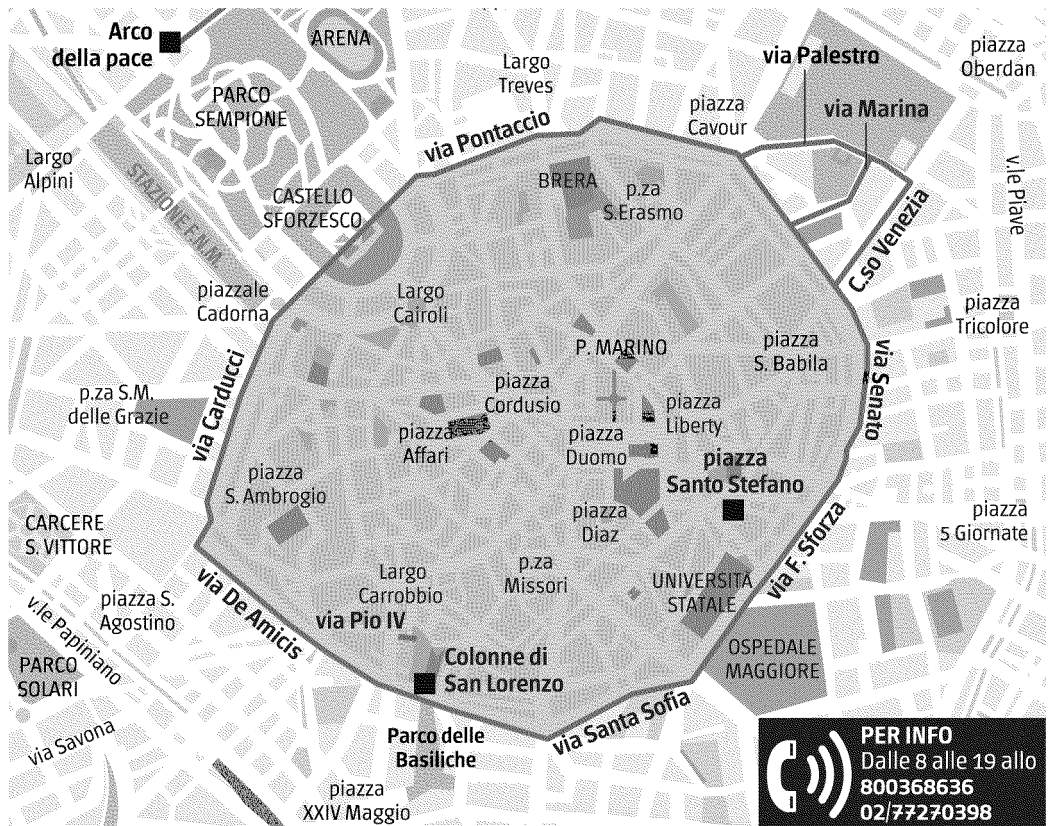 Arco
della pace
ARENA
PARCO
SEMPIONE
Largo
Treves
via Palestro
piazza
Oberdan
piazza
Cavour
via Marina
via Pontaccio
Largo
Alpini
STAZIONE F.N.M.
CASTELLO
SFORZESCO
BRERA
p.za
S.Erasmo
v.le Piave
C.so Venezia
piazzale
Cadorna
Largo
Cairoli
piazza
Tricolore
P. MARINO
piazza
S. Babila
via Senato
via Carducci
p.za S.M.
delle Grazie
piazza
Cordusio
piazza
Liberty
piazza
Affari
piazza
Duomo
piazza
Santo Stefano
piazza
S. Ambrogio
piazza
Diaz
CARCERE
S. VITTORE
piazza
5 Giornate
via F. Sforza
p.za
Missori
UNIVERSITÀ
STATALE
via De Amicis
Largo
Carrobbio
via Pio IV
v.le Papiniano
piazza S.
Agostino
PARCO
SOLARI
Colonne di
San Lorenzo
OSPEDALE
MAGGIORE
via Santa Sofia
via Savona
Parco delle
Basiliche
piazza
XXIV Maggio
PER INFO
Dalle 8 alle 19 allo
800368636
02/77270398